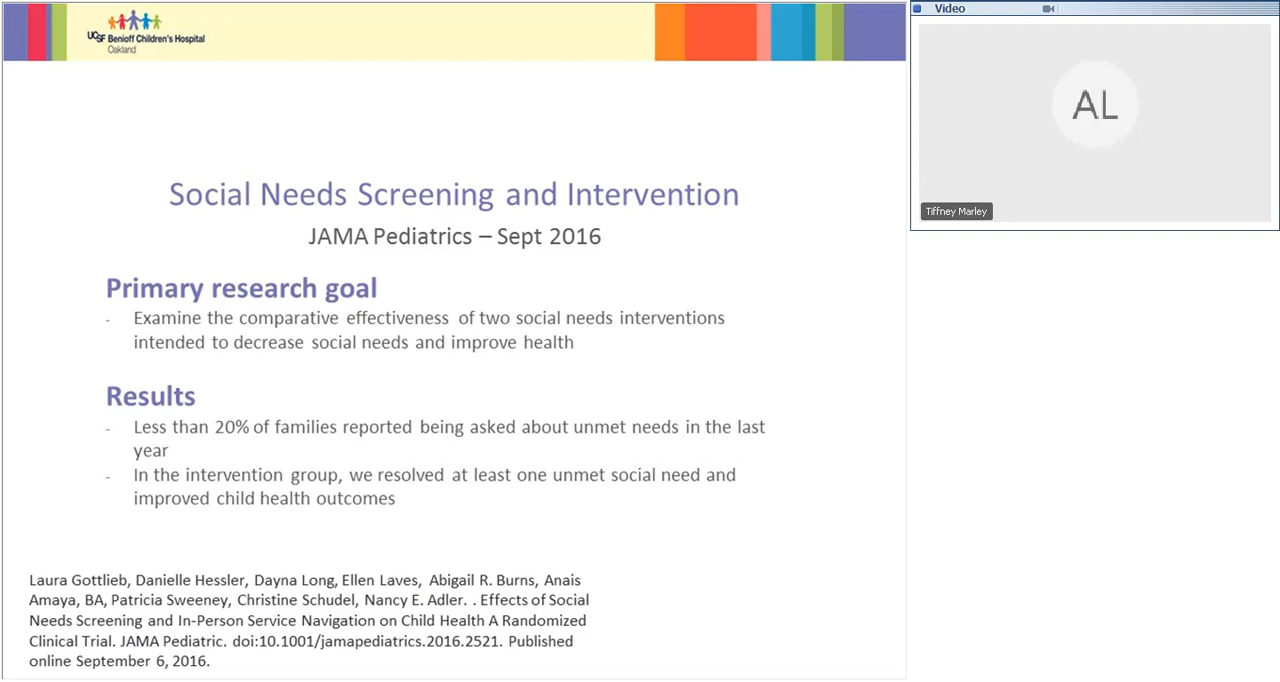 UCSF Benioff Children's Hospital
Oakland
Social Needs Screening and Intervention
JAMA Pediatrics – Sept 2016
Primary research goal
- Examine the comparative effectiveness of two social needs interventions
intended to decrease social needs and improve health
Results
- Less than 20% of families reported being asked about unmet needs in the last
year
- In the intervention group, we resolved at least one unmet social need and
improved child health outcomes
Laura Gottlieb, Danielle Hessler, Dayna Long, Ellen Laves, Abigail R. Burns, Anais
Amaya, BA, Patricia Sweeney, Christine Schudel, Nancy E. Adler. . Effects of Social
Needs Screening and In-Person Service Navigation on Child Health A Randomized
Clinical Trial. JAMA Pediatric. doi:10.1001/jamapediatrics.2016.2521. Published
online September 6, 2016.
Video
AL
Tiffney Marley